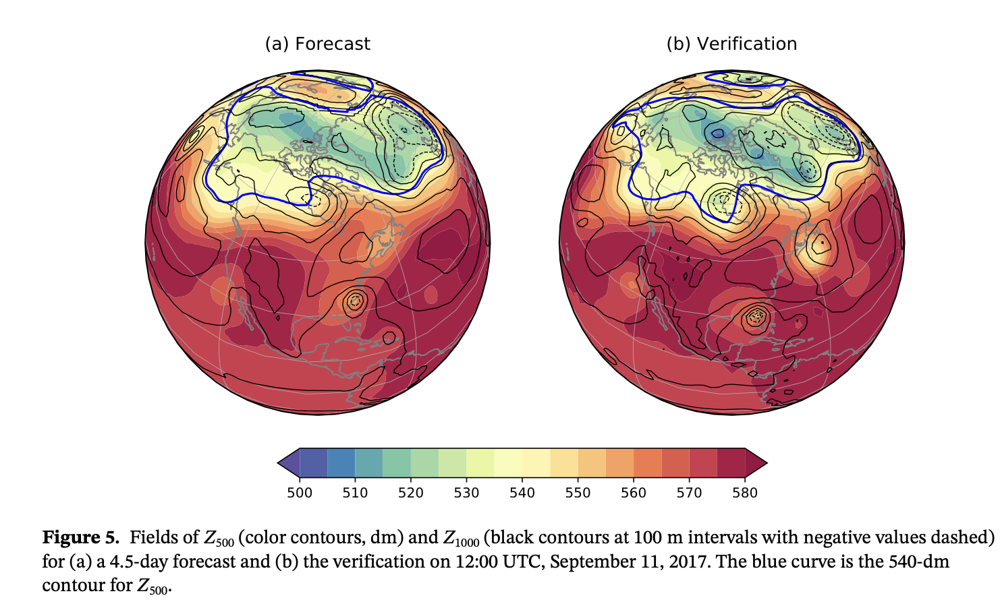 (a) Forecast
(b) Verification
500 510 520 530 540 550 560 570 580
Figure 5. Fields of Z500 (color contours, dm) and Z1000 (black contours at 100 m intervals with negative values dashed)
for (a) a 4.5-day forecast and (b) the verification on 12:00 UTC, September 11, 2017. The blue curve is the 540-dm
contour for Z500.